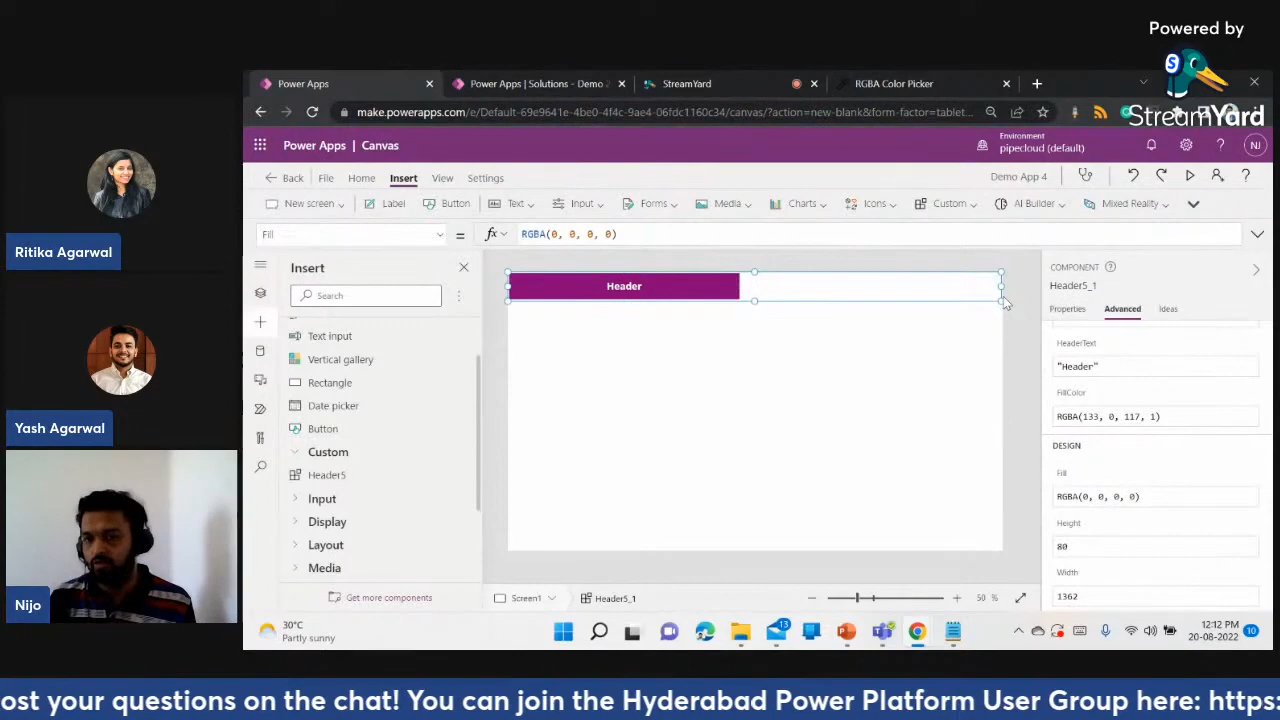 Powered by
StreamYard
Power Apps
Power Apps | Solutions - Demo
StreamYard
RGBA Color Picker
make.powerapps.com/e/Default-69e9641e-4be0-4f4c-9ae4-06fdc1160c34/canvas/?action=new-blank&form-factor=tablet...
Power Apps | Canvas
Environment
pipecloud (default)
NJ
Back
File
Home
Insert
View
Settings
Demo App 4
New screen
Label
Button
Text
Input
Forms
Media
Charts
Icons
Custom
AI Builder
Mixed Reality
Fill
=
fx
RGBA(0, 0, 0, 0)
Insert
Search
Text input
Vertical gallery
Rectangle
Date picker
Button
Custom
Header5
Input
Display
Layout
Media
Get more components
Header
Screen1
Header5_1
50 %
COMPONENT
Header5_1
Properties
Advanced
Ideas
HeaderText
"Header"
FillColor
RGBA(133, 0, 117, 1)
DESIGN
Fill
RGBA(0, 0, 0, 0)
Height
80
Width
1362
Ritika Agarwal
Yash Agarwal
Nijo
30°C
Partly sunny
13
12:12 PM
20-08-2022
10
ost your questions on the chat! You can join the Hyderabad Power Platform User Group here: https: